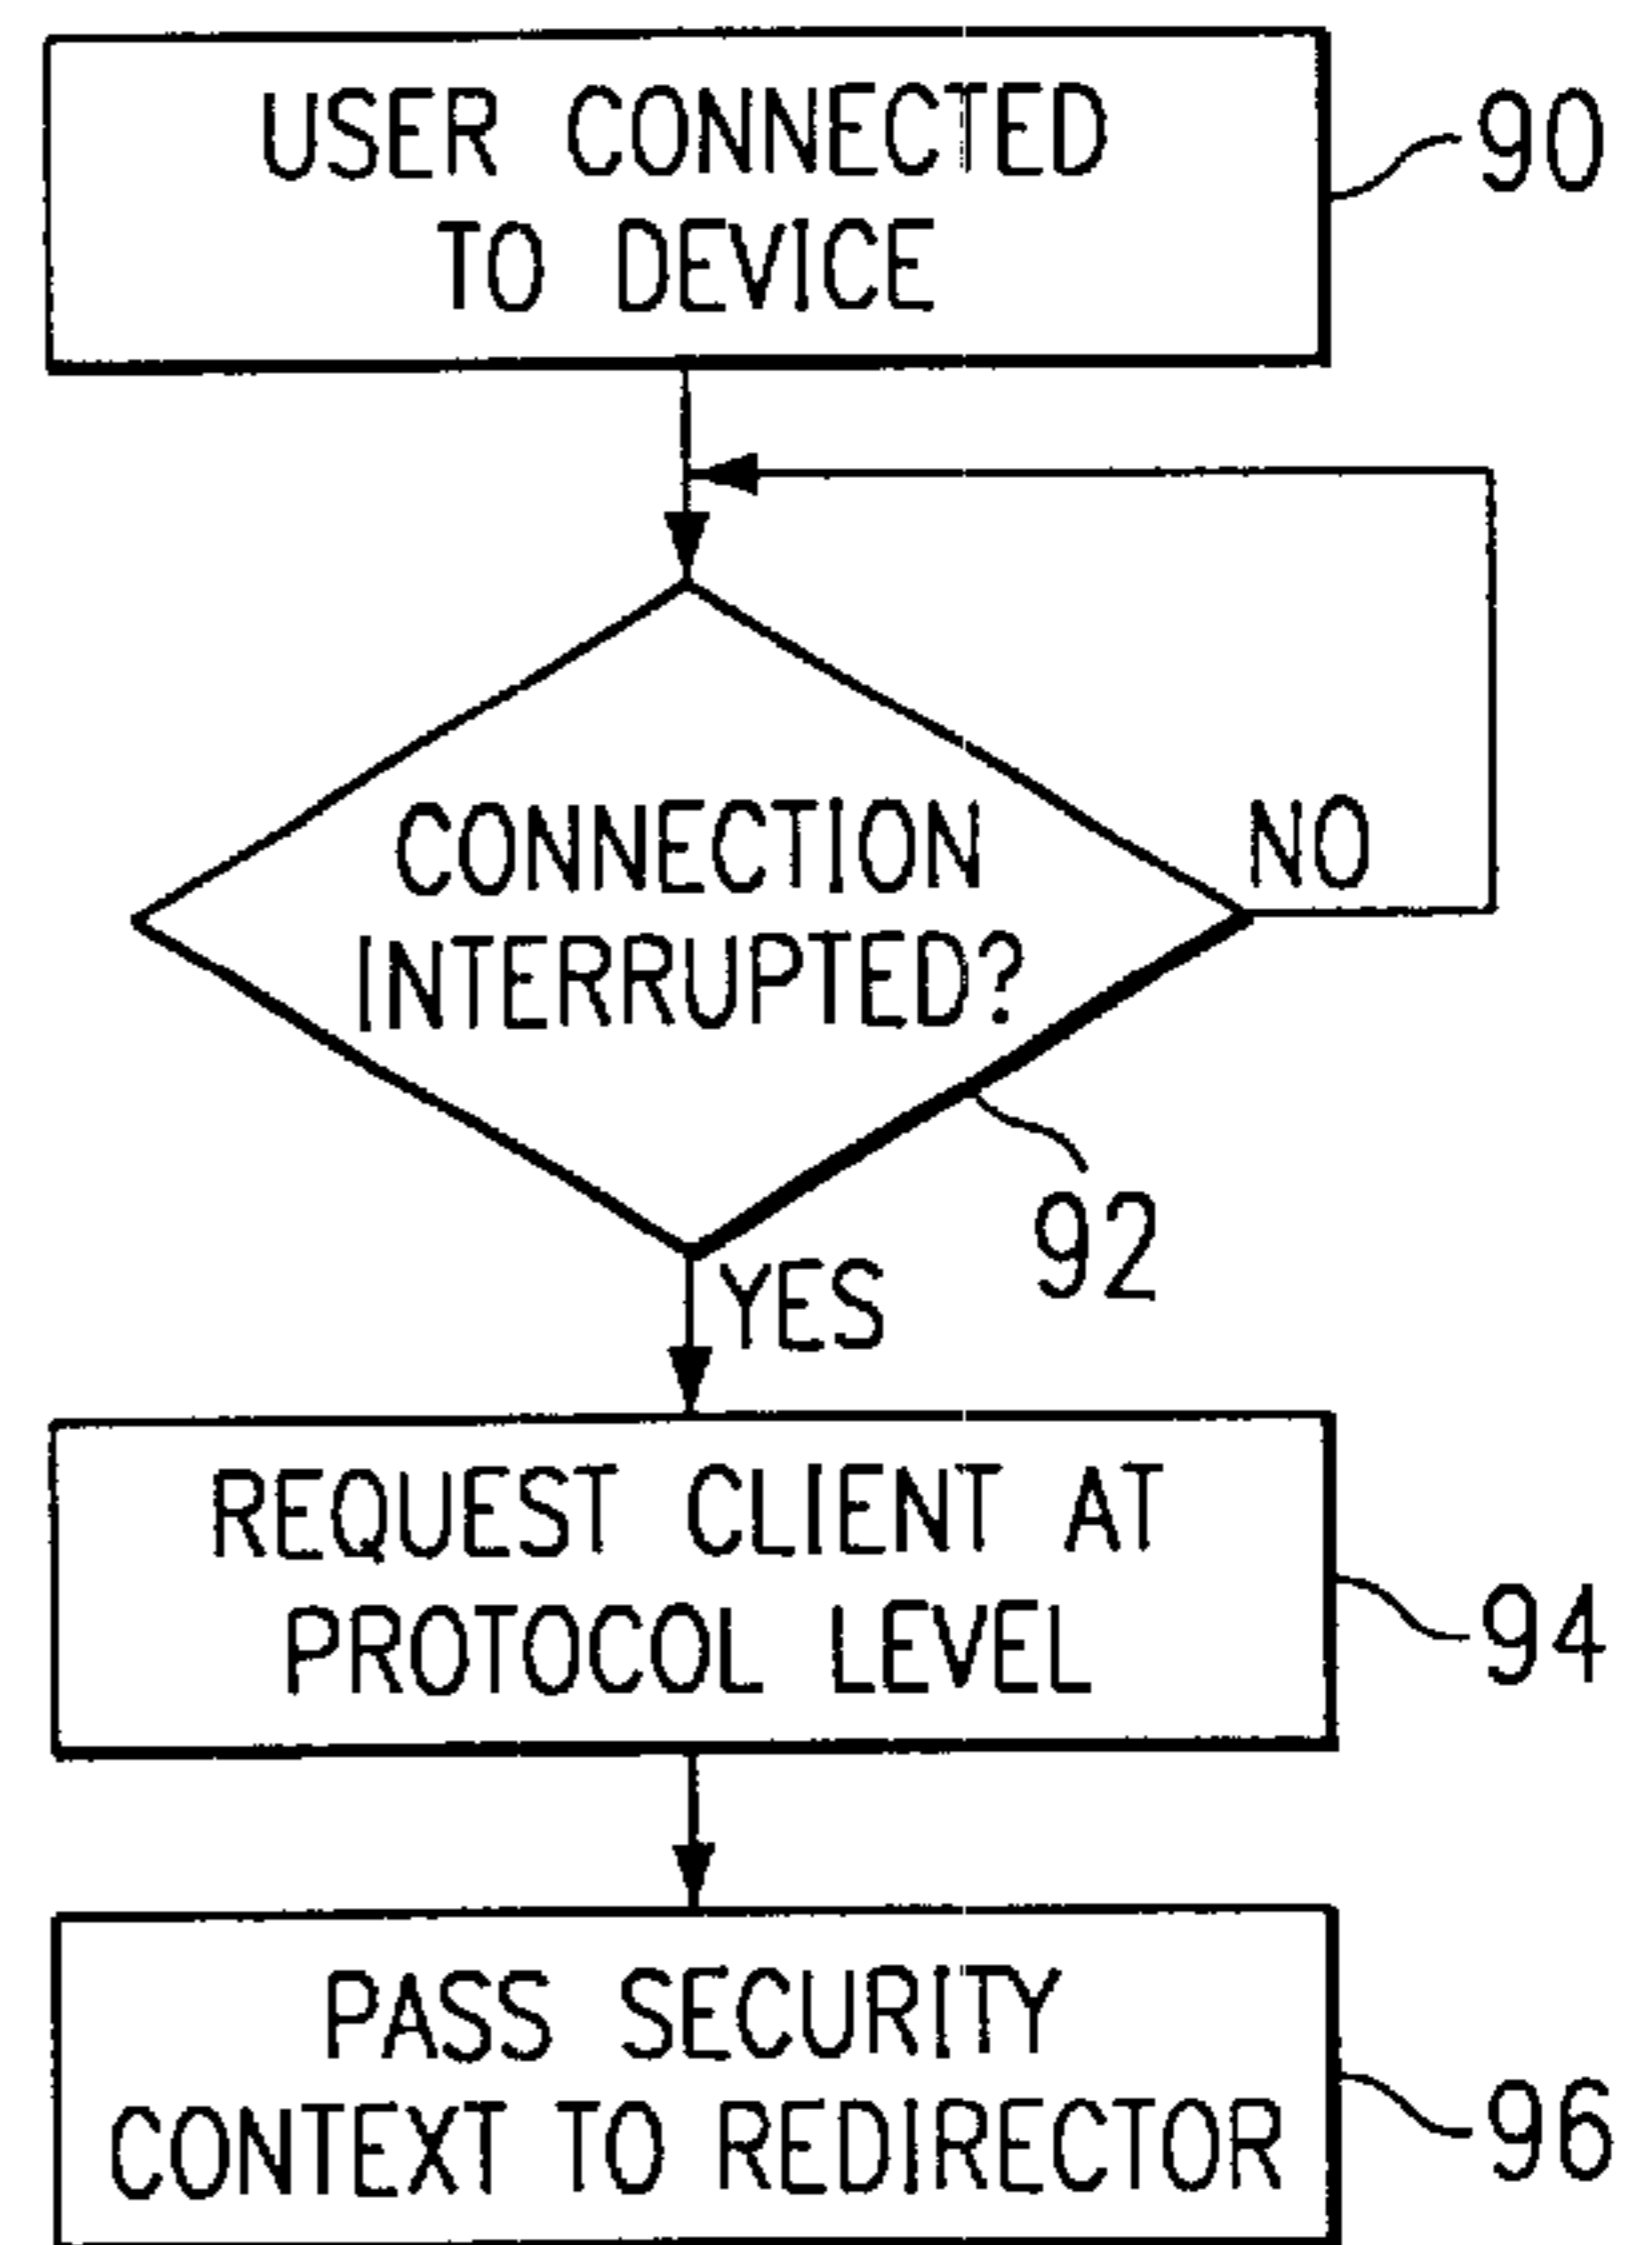 USER CONNECTED
TO DEVICE
90
CONNECTION
INTERRUPTED?
NO
92
YES
REQUEST CLIENT AT
PROTOCOL LEVEL
94
PASS SECURITY
CONTEXT TO REDIRECTOR
96